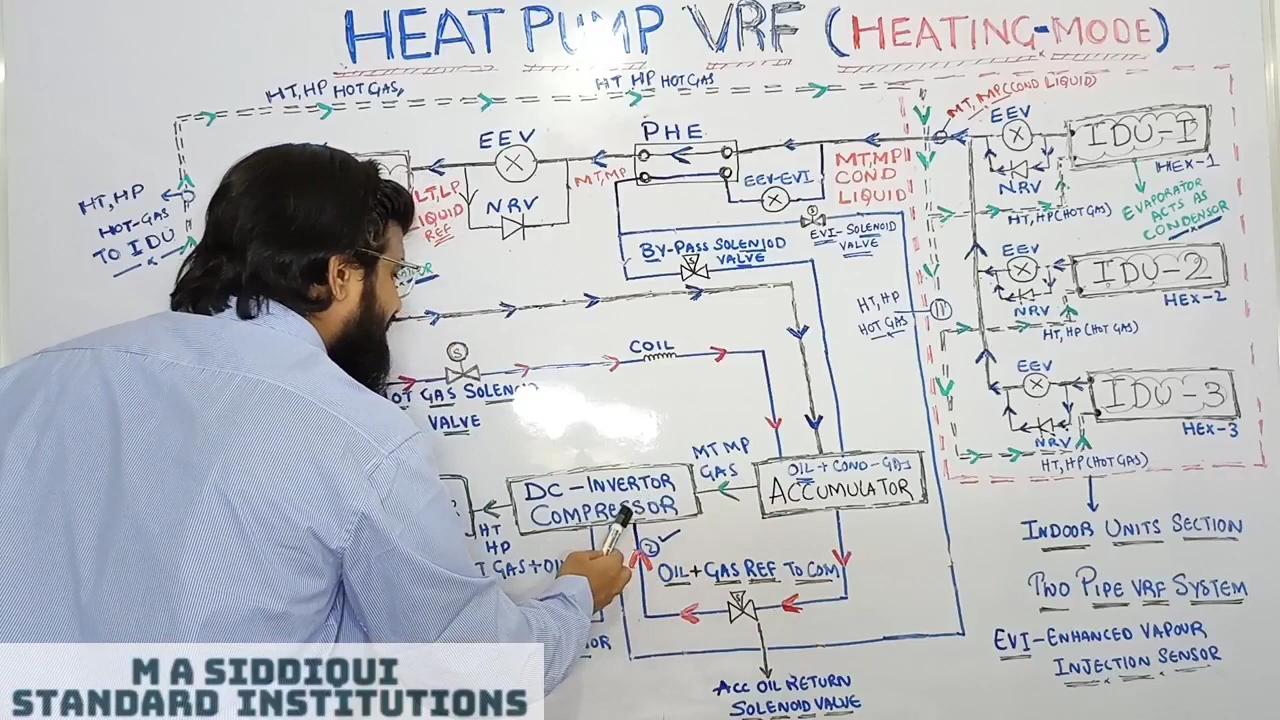 HEAT PUMP VRF (HEATING-MODE)
HT, HP HOT GAS,
HT, HP HOT GAS
MT, MP(COND LIQUID)
HT, HP
HOT-GAS
TO IDU
EEV
NRV
LT, LP
LIQUID
REF
MT, MP
PHE
EEV-EVI
MT, MP
COND
LIQUID
EVI-SOLENOID
VALVE
BY-PASS SOLENIOD
VALVE
HT, HP
HOT GAS
EEV
NRV
IDU-1
HEX-1
HT, HP(HOT GAS)
EVAPORATOR
ACTS AS
CONDENSOR
EEV
NRV
IDU-2
HEX-2
HT, HP(HOT GAS)
EEV
NRV
IDU-3
HEX-3
HT, HP(HOT GAS)
COIL
HOT GAS SOLENOID
VALVE
MT MP
GAS
OIL + COND-GAS
ACCUMULATOR
DC-INVERTOR
COMPRESSOR
HT
HP
T GAS+OIL
2
OIL + GAS REF TO COM
ACC OIL RETURN
SOLENOID VALVE
INDOOR UNITS SECTION
TWO PIPE VRF SYSTEM
EVI-ENHANCED VAPOUR
INJECTION SENSOR
M A SIDDIQUI
STANDARD INSTITUTIONS